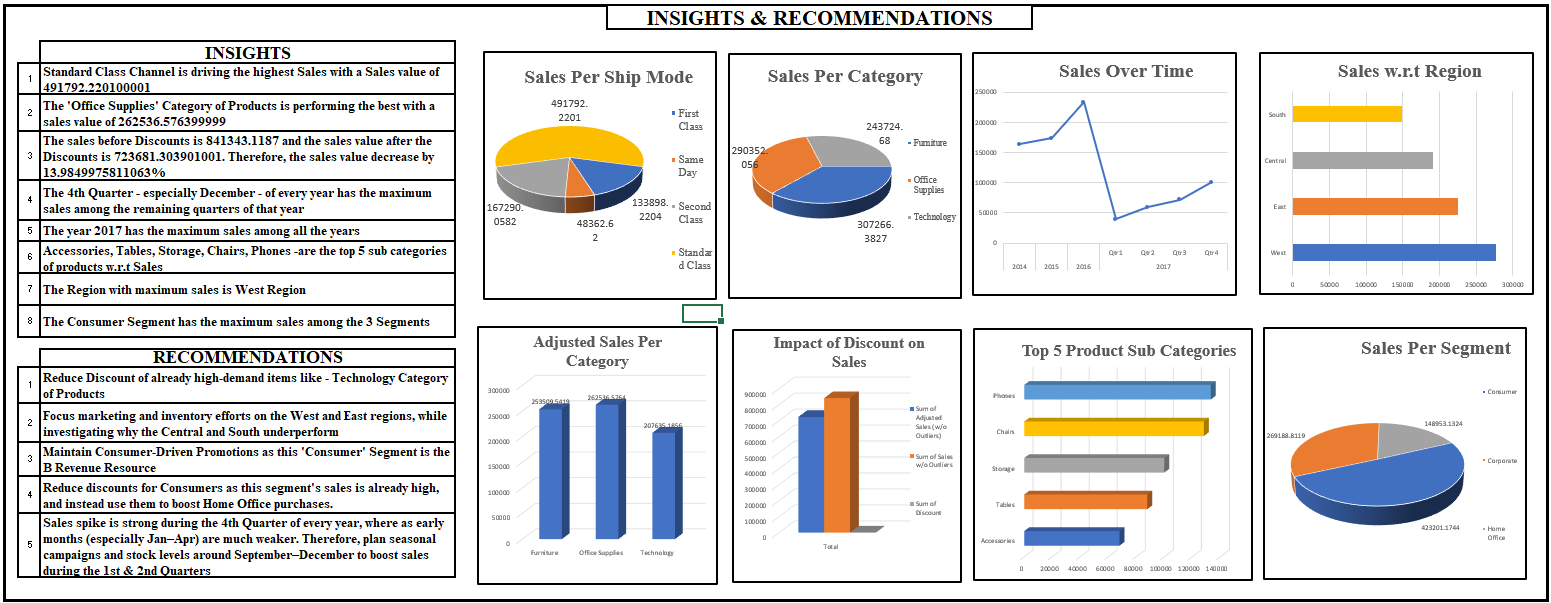 INSIGHTS & RECOMMENDATIONS
INSIGHTS
1
Standard Class Channel is driving the highest Sales with a Sales value of
491792.220100001
2
The 'Office Supplies' Category of Products is performing the best with a
sales value of 262536.576399999
3
The sales before Discounts is 841343.1187 and the sales value after the
Discounts is 723681.303901001. Therefore, the sales value decrease by
13.9849975811063%
4
The 4th Quarter - especially December - of every year has the maximum
sales among the remaining quarters of that year
5
The year 2017 has the maximum sales among all the years
6
Accessories, Tables, Storage, Chairs, Phones -are the top 5 sub categories
of products w.r.t Sales
7
The Region with maximum sales is West Region
8
The Consumer Segment has the maximum sales among the 3 Segments
RECOMMENDATIONS
1
Reduce Discount of already high-demand items like - Technology Category
of Products
2
Focus marketing and inventory efforts on the West and East regions, while
investigating why the Central and South underperform
3
Maintain Consumer-Driven Promotions as this 'Consumer' Segment is the
B Revenue Resource
4
Reduce discounts for Consumers as this segment's sales is already high,
and instead use them to boost Home Office purchases.
5
Sales spike is strong during the 4th Quarter of every year, where as early
months (especially Jan–Apr) are much weaker. Therefore, plan seasonal
campaigns and stock levels around September–December to boost sales
during the 1st & 2nd Quarters
Sales Per Ship Mode
491792.
2201
167290.
0582
48362.6
2
133898.
2204
First
Class
Same
Day
Second
Class
Standar
d Class
Sales Per Category
290352.
056
243724.
68
307266.
3827
Furniture
Office
Supplies
Technology
Sales Over Time
250000
200000
150000
100000
50000
0
Qtr1 Qtr2 Qtr3 Qtr4
2014 2015 2016 2017
Sales w.r.t Region
South
Central
East
West
0 50000 100000 150000 200000 250000 300000
Adjusted Sales Per
Category
300000
250000
200000
150000
100000
50000
0
253509.5419 262536.5764 207635.1856
Furniture Office Supplies Technology
Impact of Discount on
Sales
900000
800000
700000
600000
500000
400000
300000
200000
100000
0
Total
Sum of
Adjusted
Sales (w/o
Outliers)
Sum of Sales
w/o Outliers
Sum of
Discount
Top 5 Product Sub Categories
Phones
Chairs
Storage
Tables
Accessories
0 20000 40000 60000 80000 100000 120000 140000
Sales Per Segment
269188.8119
148953.1324
423201.1744
Consumer
Corporate
Home
Office